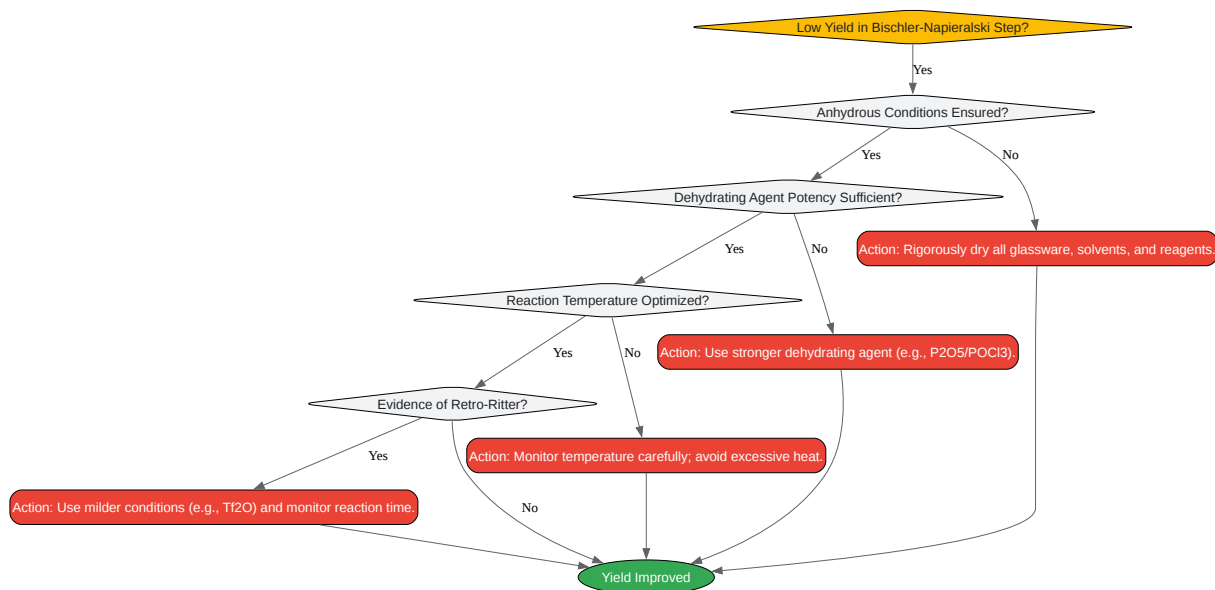 Low Yield in Bischler-Napieralski Step?
Yes
Anhydrous Conditions Ensured?
Yes
No
Dehydrating Agent Potency Sufficient?
Action: Rigorously dry all glassware, solvents, and reagents.
Yes
No
Reaction Temperature Optimized?
Action: Use stronger dehydrating agent (e.g., P2O5/POCl3).
Yes
No
Evidence of Retro-Ritter?
Action: Monitor temperature carefully; avoid excessive heat.
Yes
Action: Use milder conditions (e.g., Tf2O) and monitor reaction time.
No
Yield Improved